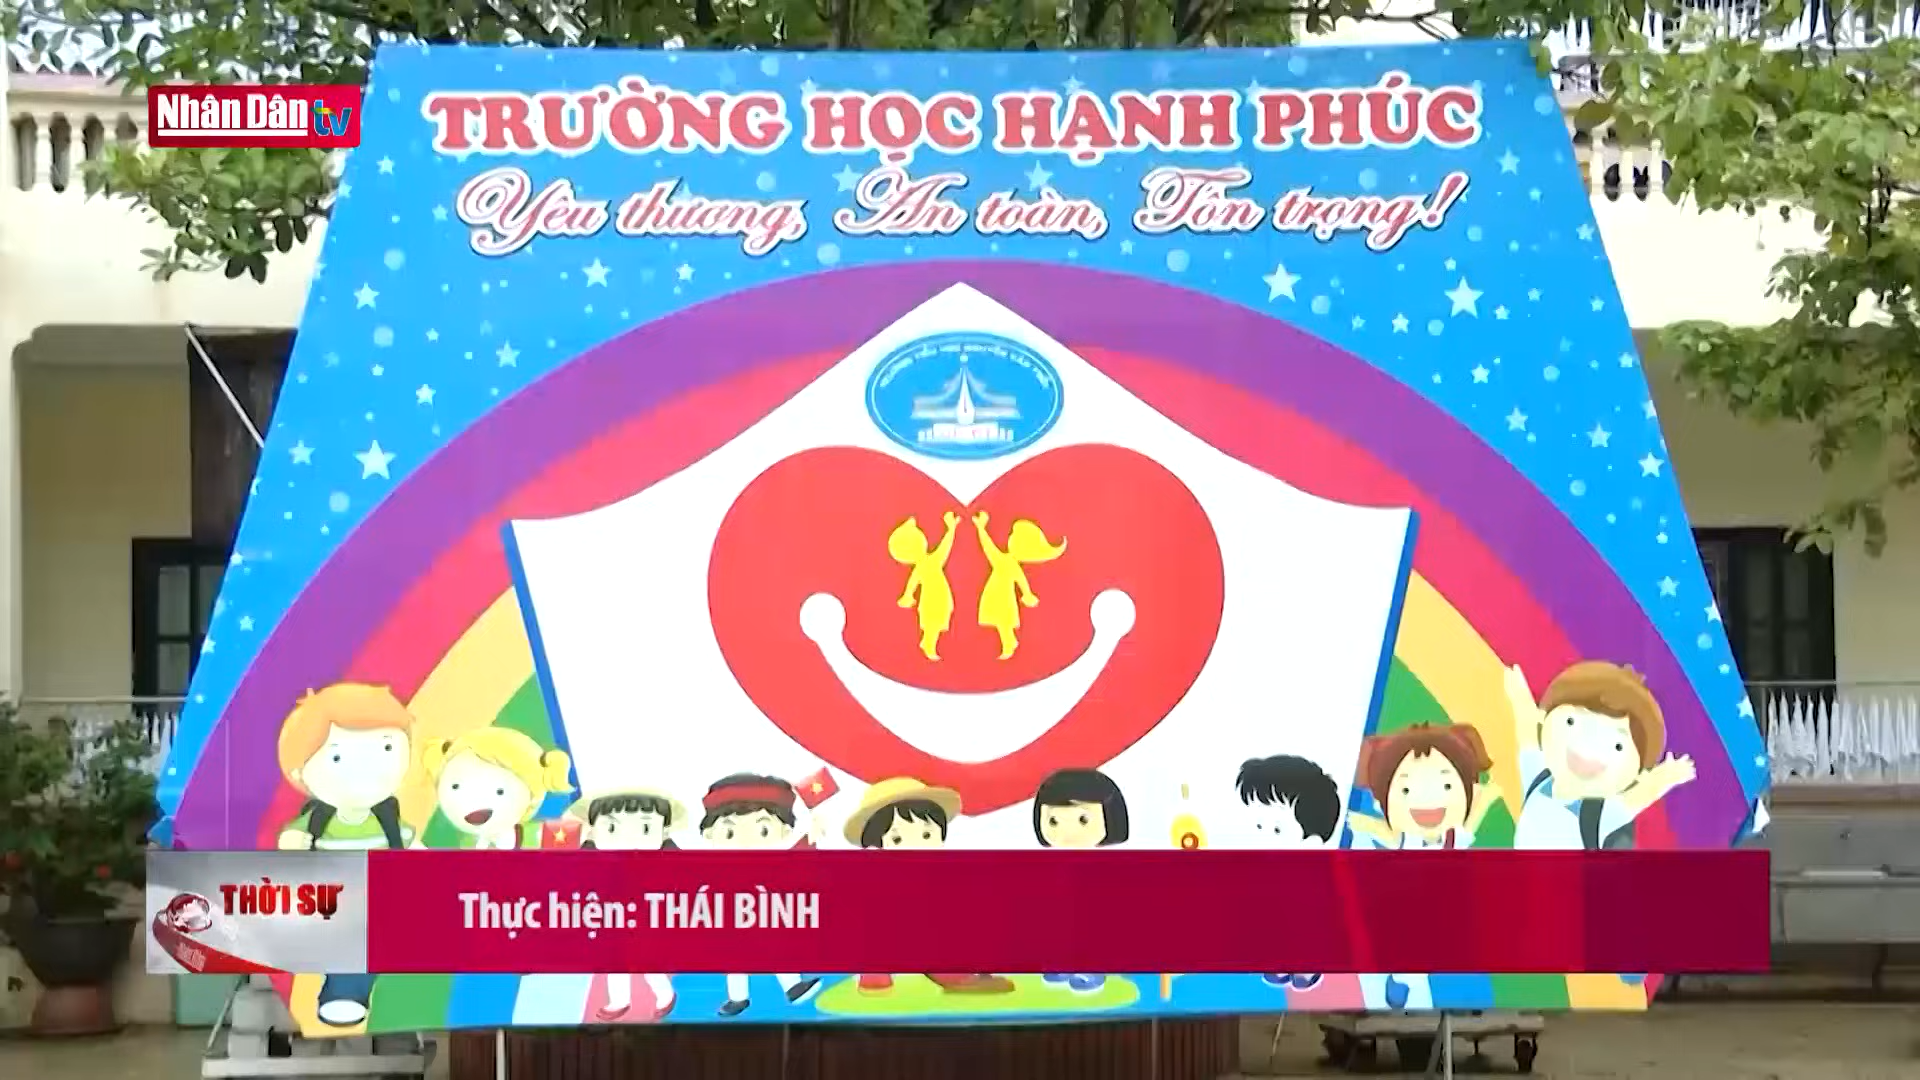 Nhân Dân tv
TRƯỜNG HỌC HẠNH PHÚC
Yêu thương, An toàn, Tôn trọng!
THỜI SỰ
Thực hiện: THÁI BÌNH